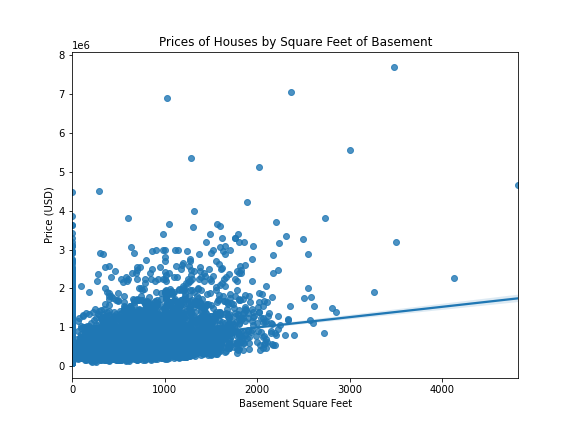 Prices of Houses by Square Feet of Basement
1e6
8
7
6
5
4
3
2
1
0
Price (USD)
0 1000 2000 3000 4000
Basement Square Feet